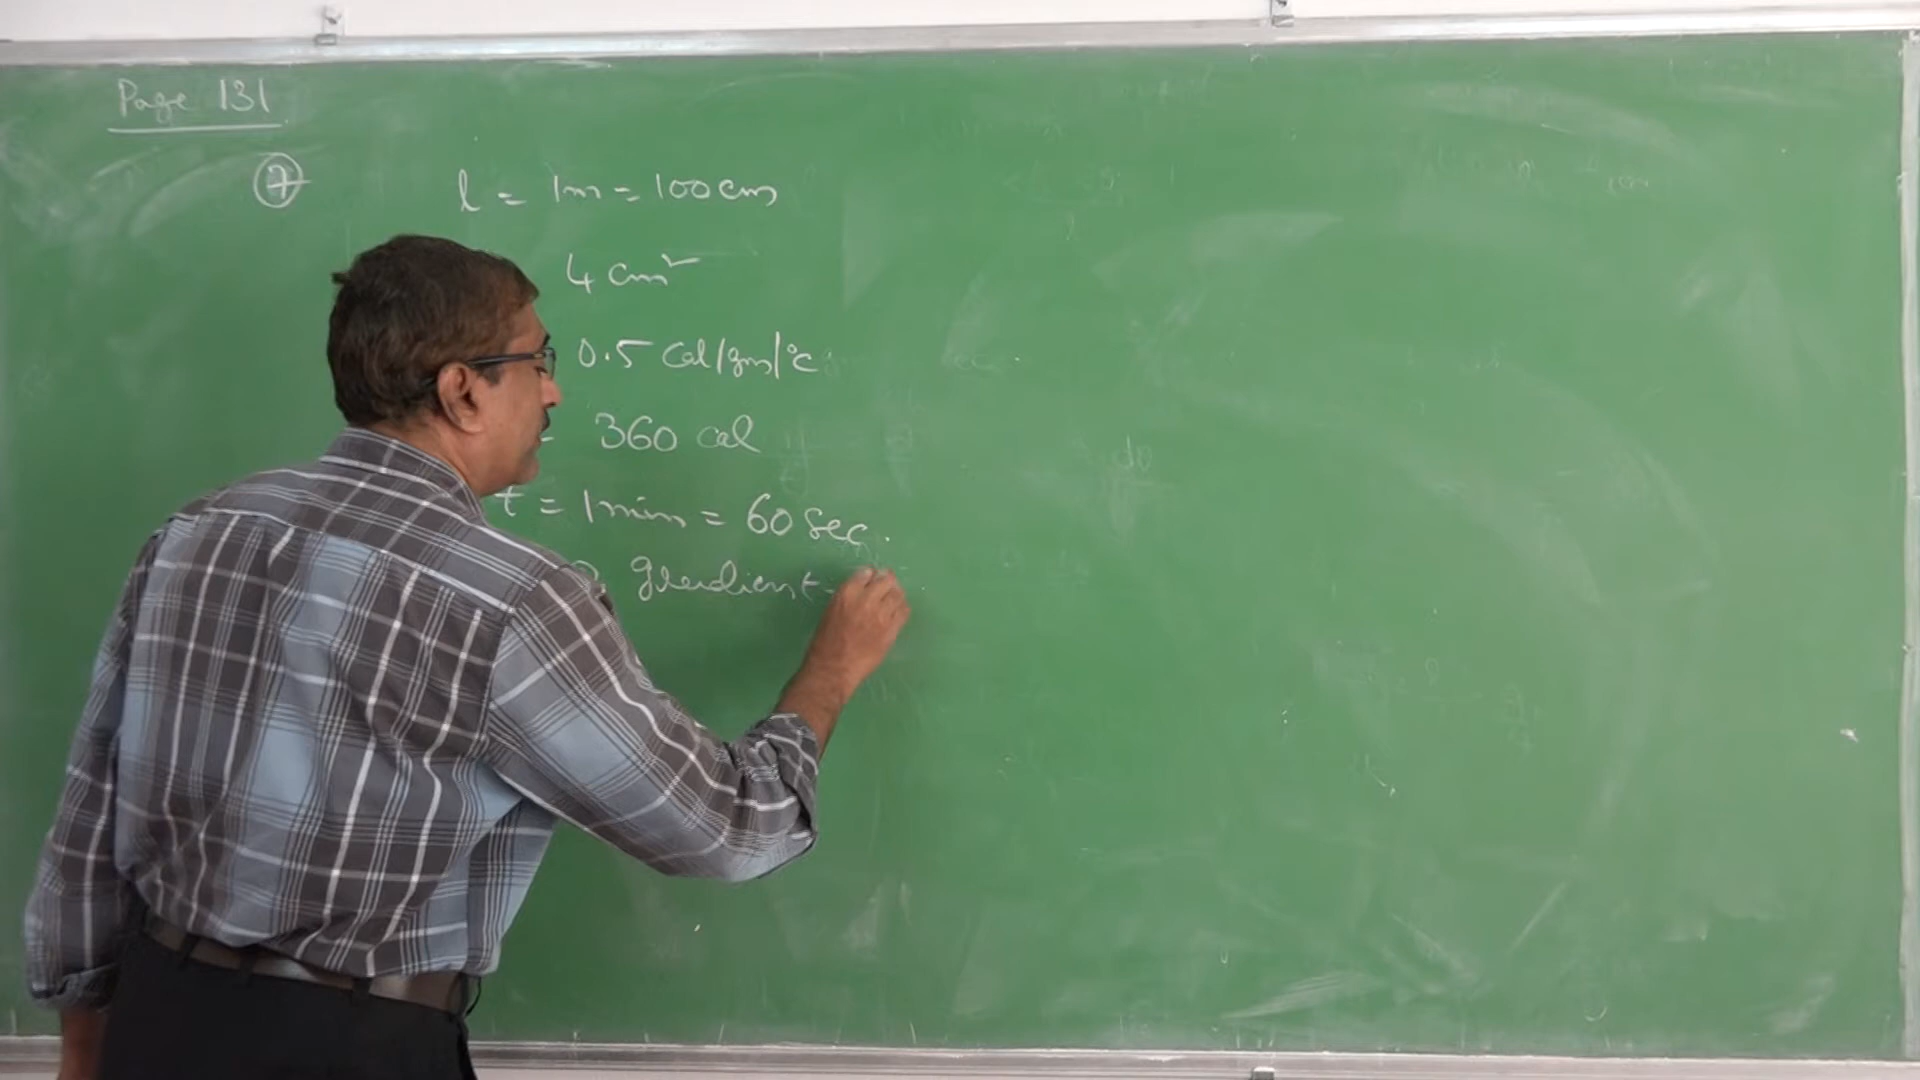 Page 131
7
l = 1m = 100cm
4 cm²
0.5 Cal/gm/°C
= 360 cal
t = 1min = 60 sec.
gradient =